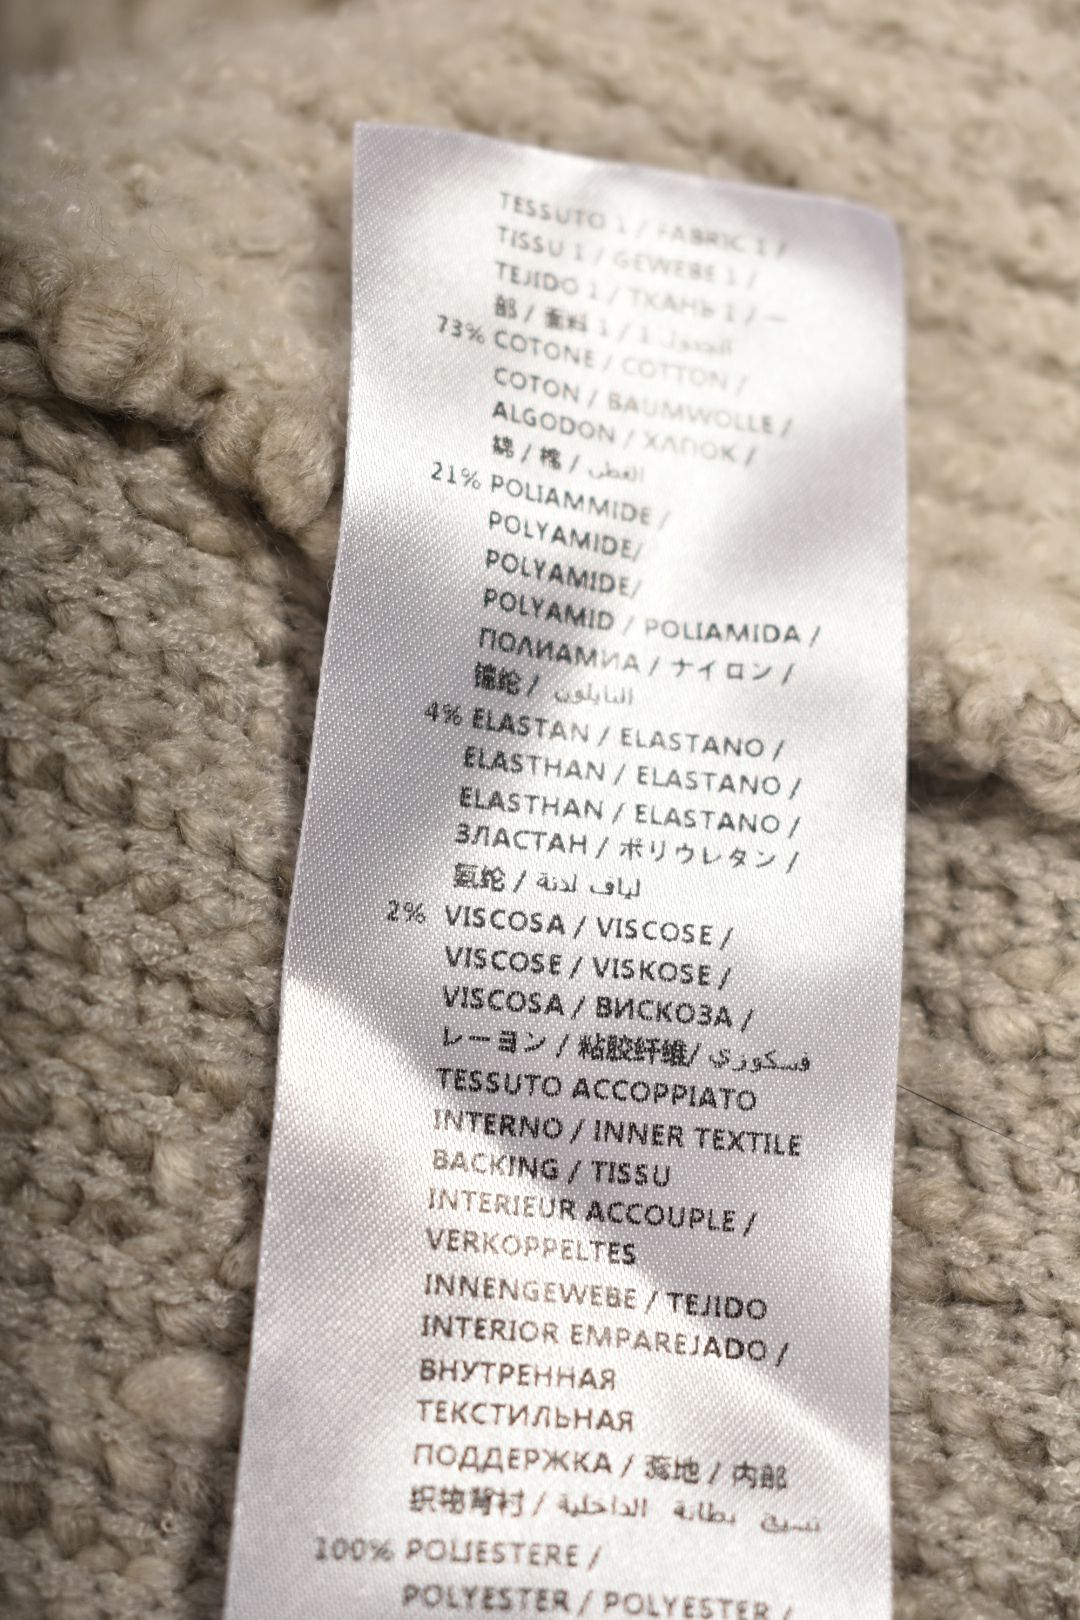 TESSUTO 1 / FABRIC 1 /
TISSU 1 / GEWEBE 1 /
TEJIDO 1 / ТКАНЬ 1 / 一
部 / 面料 1 / 1 الجدول
73% COTONE / COTTON /
COTON / BAUMWOLLE /
ALGODON / ХЛПОК /
綿 / 棉 / القطن
21% POLIAMMIDE /
POLYAMIDE/
POLYAMIDE/
POLYAMID / POLIAMIDA /
ПОЛИАМИА / ナイロン /
锦纶 / النايلون
4% ELASTAN / ELASTANO /
ELASTHAN / ELASTANO /
ELASTHAN / ELASTANO /
ЗЛАСТАН / ポリウレタン /
氨纶 / لياف لدنة
2% VISCOSA / VISCOSE /
VISCOSE / VISKOSE /
VISCOSA / ВИСКОЗА /
レーヨン / 粘胶纤维/ فسكوزي
TESSUTO ACCOPPIATO
INTERNO / INNER TEXTILE
BACKING / TISSU
INTERIEUR ACCOUPLE /
VERKOPPELTES
INNENGEWEBE / TEJIDO
INTERIOR EMPAREJADO /
ВНУТРЕННАЯ
ТЕКСТИЛЬНАЯ
ПОДДЕРЖКА / 地 / 内部
织物背衬 / نسيج بطانة الداخلية
100% POLIESTERE /
POLYESTER / POLYESTER /